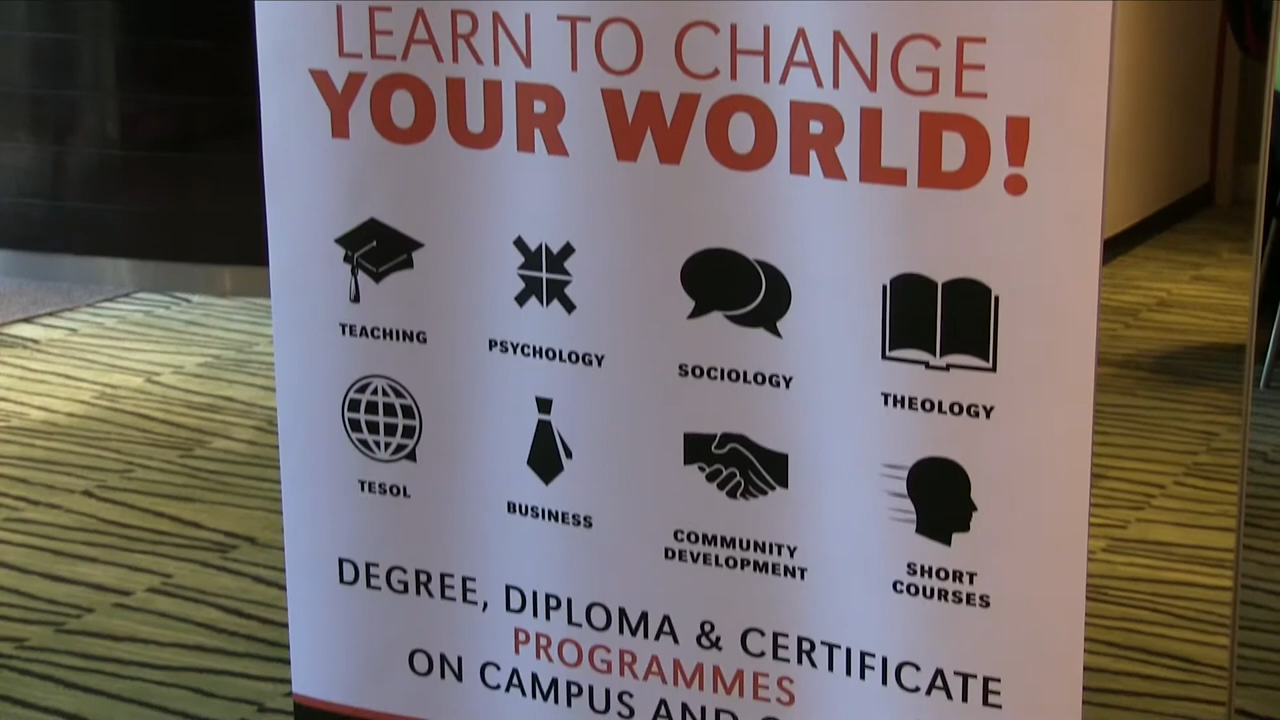 LEARN TO CHANGE
YOUR WORLD!
TEACHING
PSYCHOLOGY
SOCIOLOGY
THEOLOGY
TESOL
BUSINESS
COMMUNITY
DEVELOPMENT
SHORT
COURSES
DEGREE, DIPLOMA & CERTIFICATE
PROGRAMMES
ON CAMPUS AND